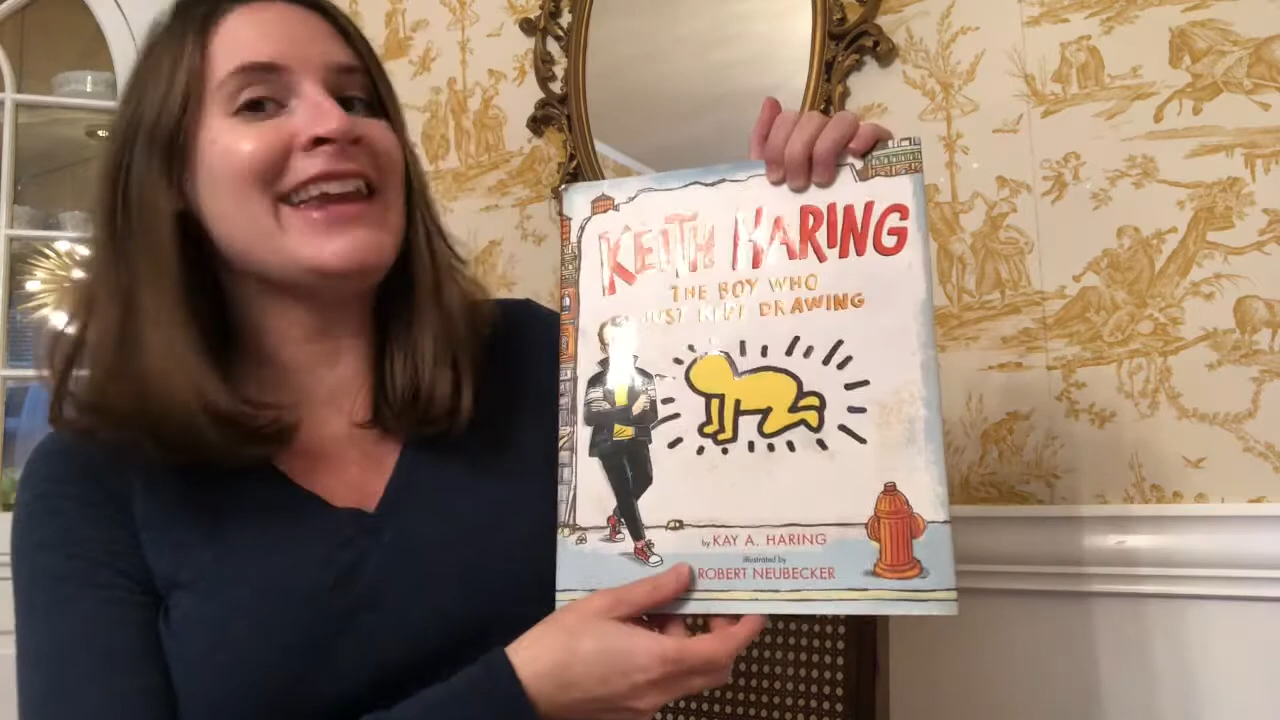 KEITH HARING
THE BOY WHO
JUST KEPT DRAWING
by KAY A. HARING
illustrated by
ROBERT NEUBECKER